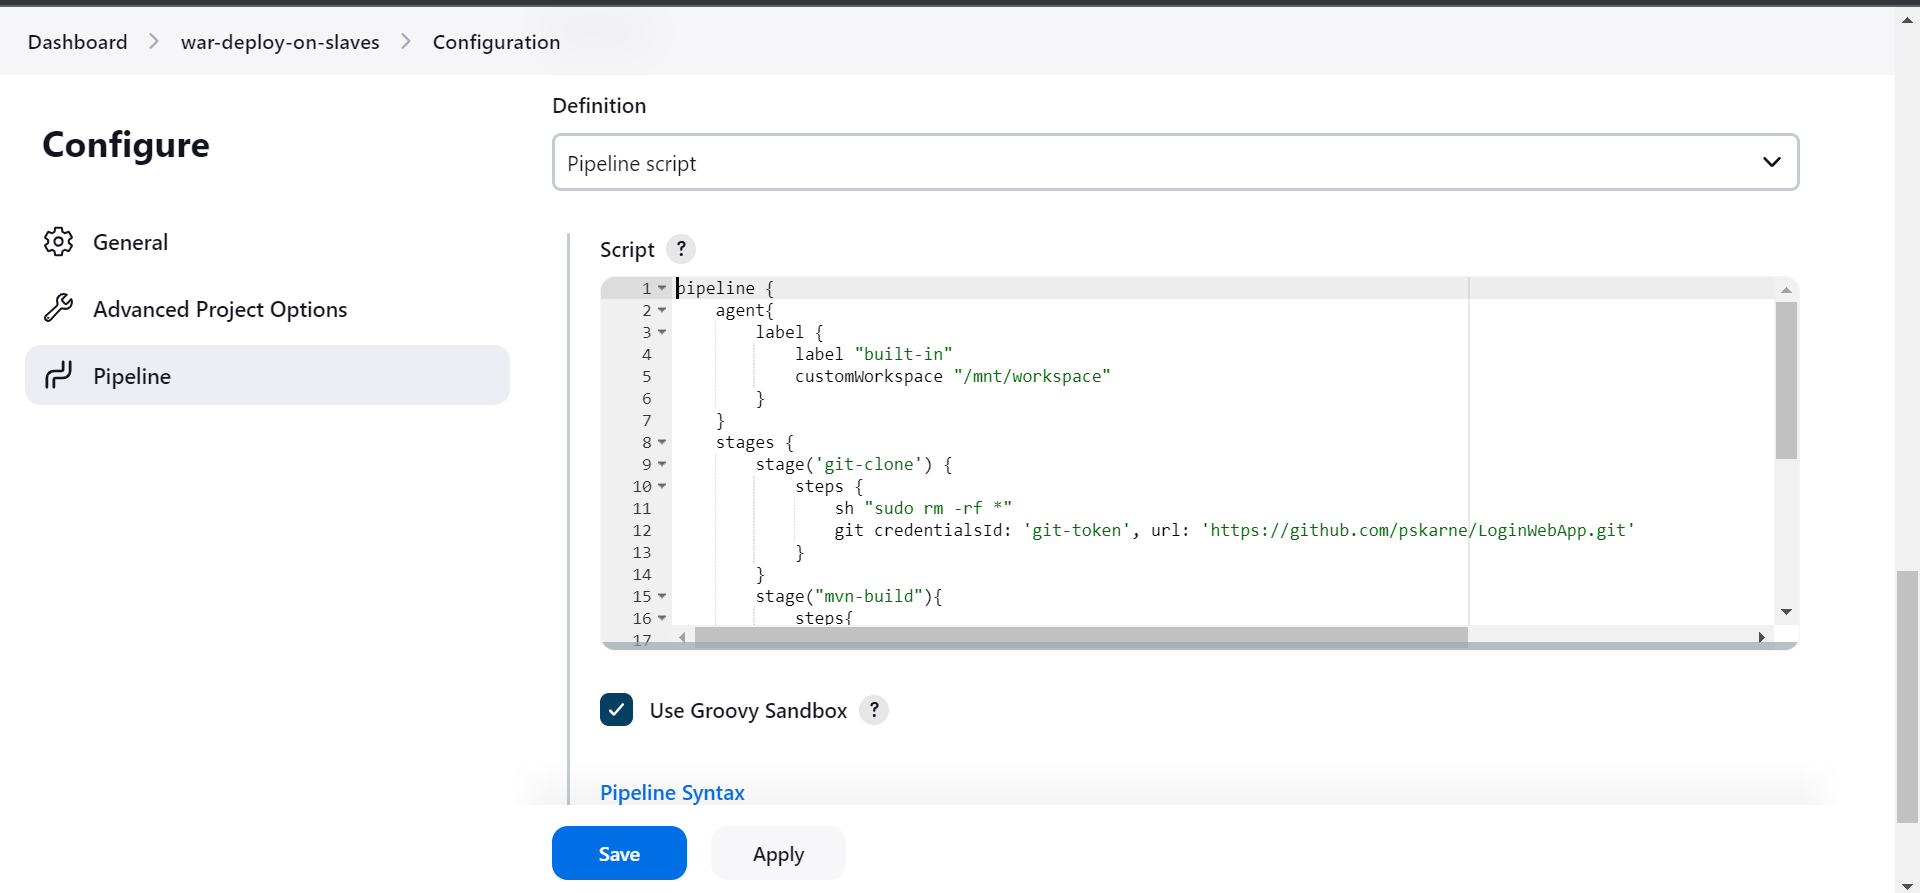 Dashboard > war-deploy-on-slaves > Configuration
Configure
General
Advanced Project Options
Pipeline
Definition
Pipeline script
Script ?
1 pipeline {
2     agent{
3         label {
4             label "built-in"
5             customWorkspace "/mnt/workspace"
6         }
7     }
8     stages {
9         stage('git-clone') {
10             steps {
11                 sh "sudo rm -rf *"
12                 git credentialsId: 'git-token', url: 'https://github.com/pskarne/LoginWebApp.git'
13             }
14         }
15         stage("mvn-build"){
16             steps{
17
Use Groovy Sandbox ?
Pipeline Syntax
Save
Apply